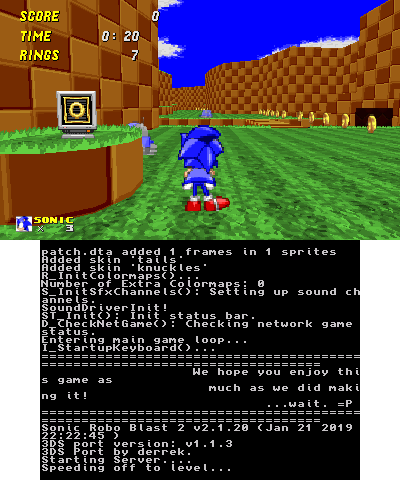 SCORE 0
TIME 0:20
RINGS 7
SONIC
× 3
patch.dta added 1 frames in 1 sprites
Added skin 'tails'
Added skin 'knuckles'
R_InitColormaps()...
Number of Extra Colormaps: 0
S_InitSfxChannels(): Setting up sound ch
annels.
SoundDriverInit!
ST_Init(): Init status bar.
D_CheckNetGame(): Checking network game
status.
Entering main game loop...
I_StartupKeyboard()...
========================================
===================================
We hope you enjoy thi
s game as
much as we did maki
ng it!
...wait. =P
========================================
===================================
Sonic Robo Blast 2 v2.1.20 (Jan 21 2019
22:22:45 )
3DS port version: v1.1.3
3DS Port by derrek.
Starting Server....
Speeding off to level...